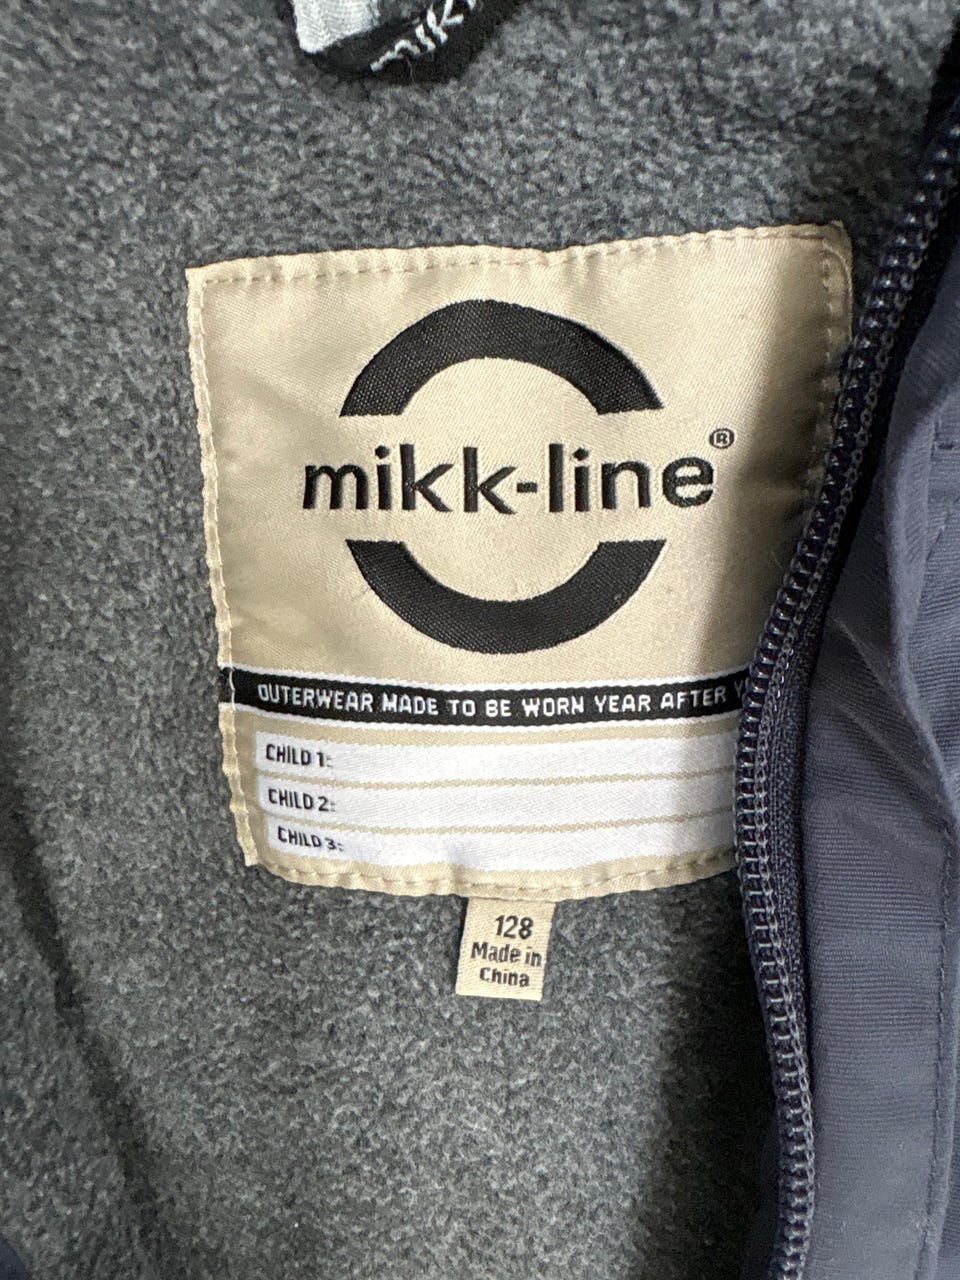 mikk-line®
OUTERWEAR MADE TO BE WORN YEAR AFTER
CHILD 1:
CHILD 2:
CHILD 3:
128
Made in
China